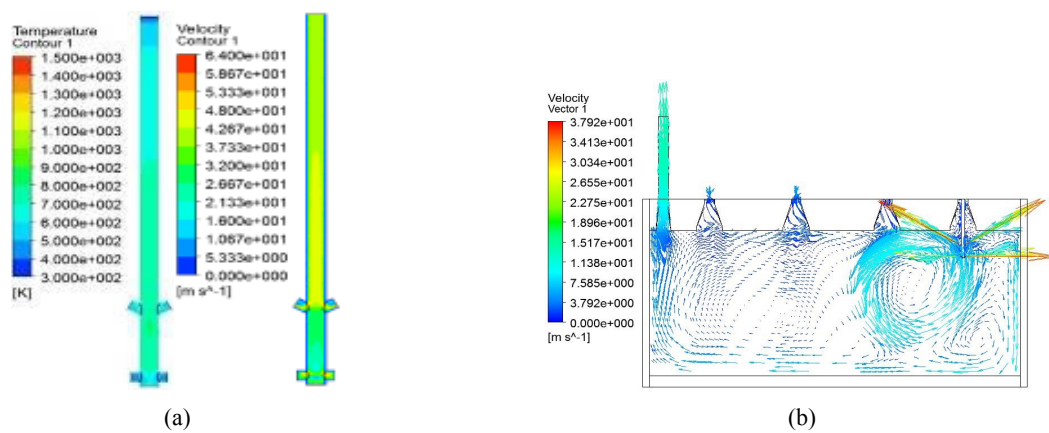 Temperature
Contour 1
1.500e+003
1.400e+003
1.300e+003
1.200e+003
1.100e+003
1.000e+003
9.000e+002
8.000e+002
7.000e+002
6.000e+002
5.000e+002
4.000e+002
3.000e+002
[K]
Velocity
Contour 1
6.400e+001
5.867e+001
5.333e+001
4.800e+001
4.267e+001
3.733e+001
3.200e+001
2.667e+001
2.133e+001
1.600e+001
1.067e+001
5.333e+000
0.000e+000
[m s^-1]
(a)
Velocity
Vector 1
3.792e+001
3.413e+001
3.034e+001
2.655e+001
2.275e+001
1.896e+001
1.517e+001
1.138e+001
7.585e+000
3.792e+000
0.000e+000
[m s^-1]
(b)